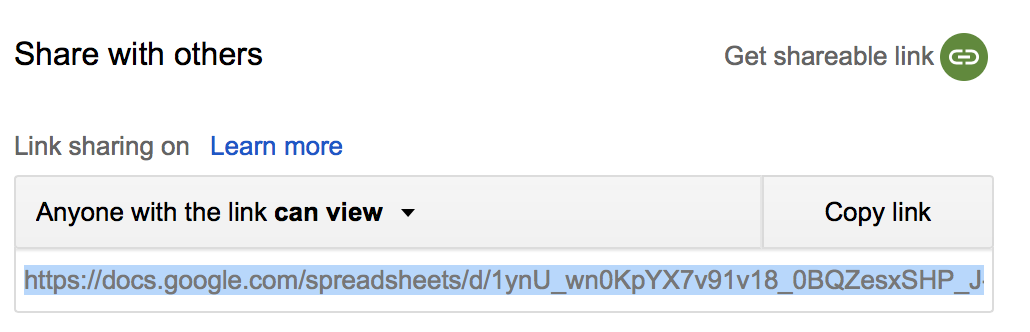 Share with others
Get shareable link
Link sharing on Learn more
Anyone with the link can view
Copy link
https://docs.google.com/spreadsheets/d/1ynU_wn0KpYX7v91v18_0BQZesxSHP_J